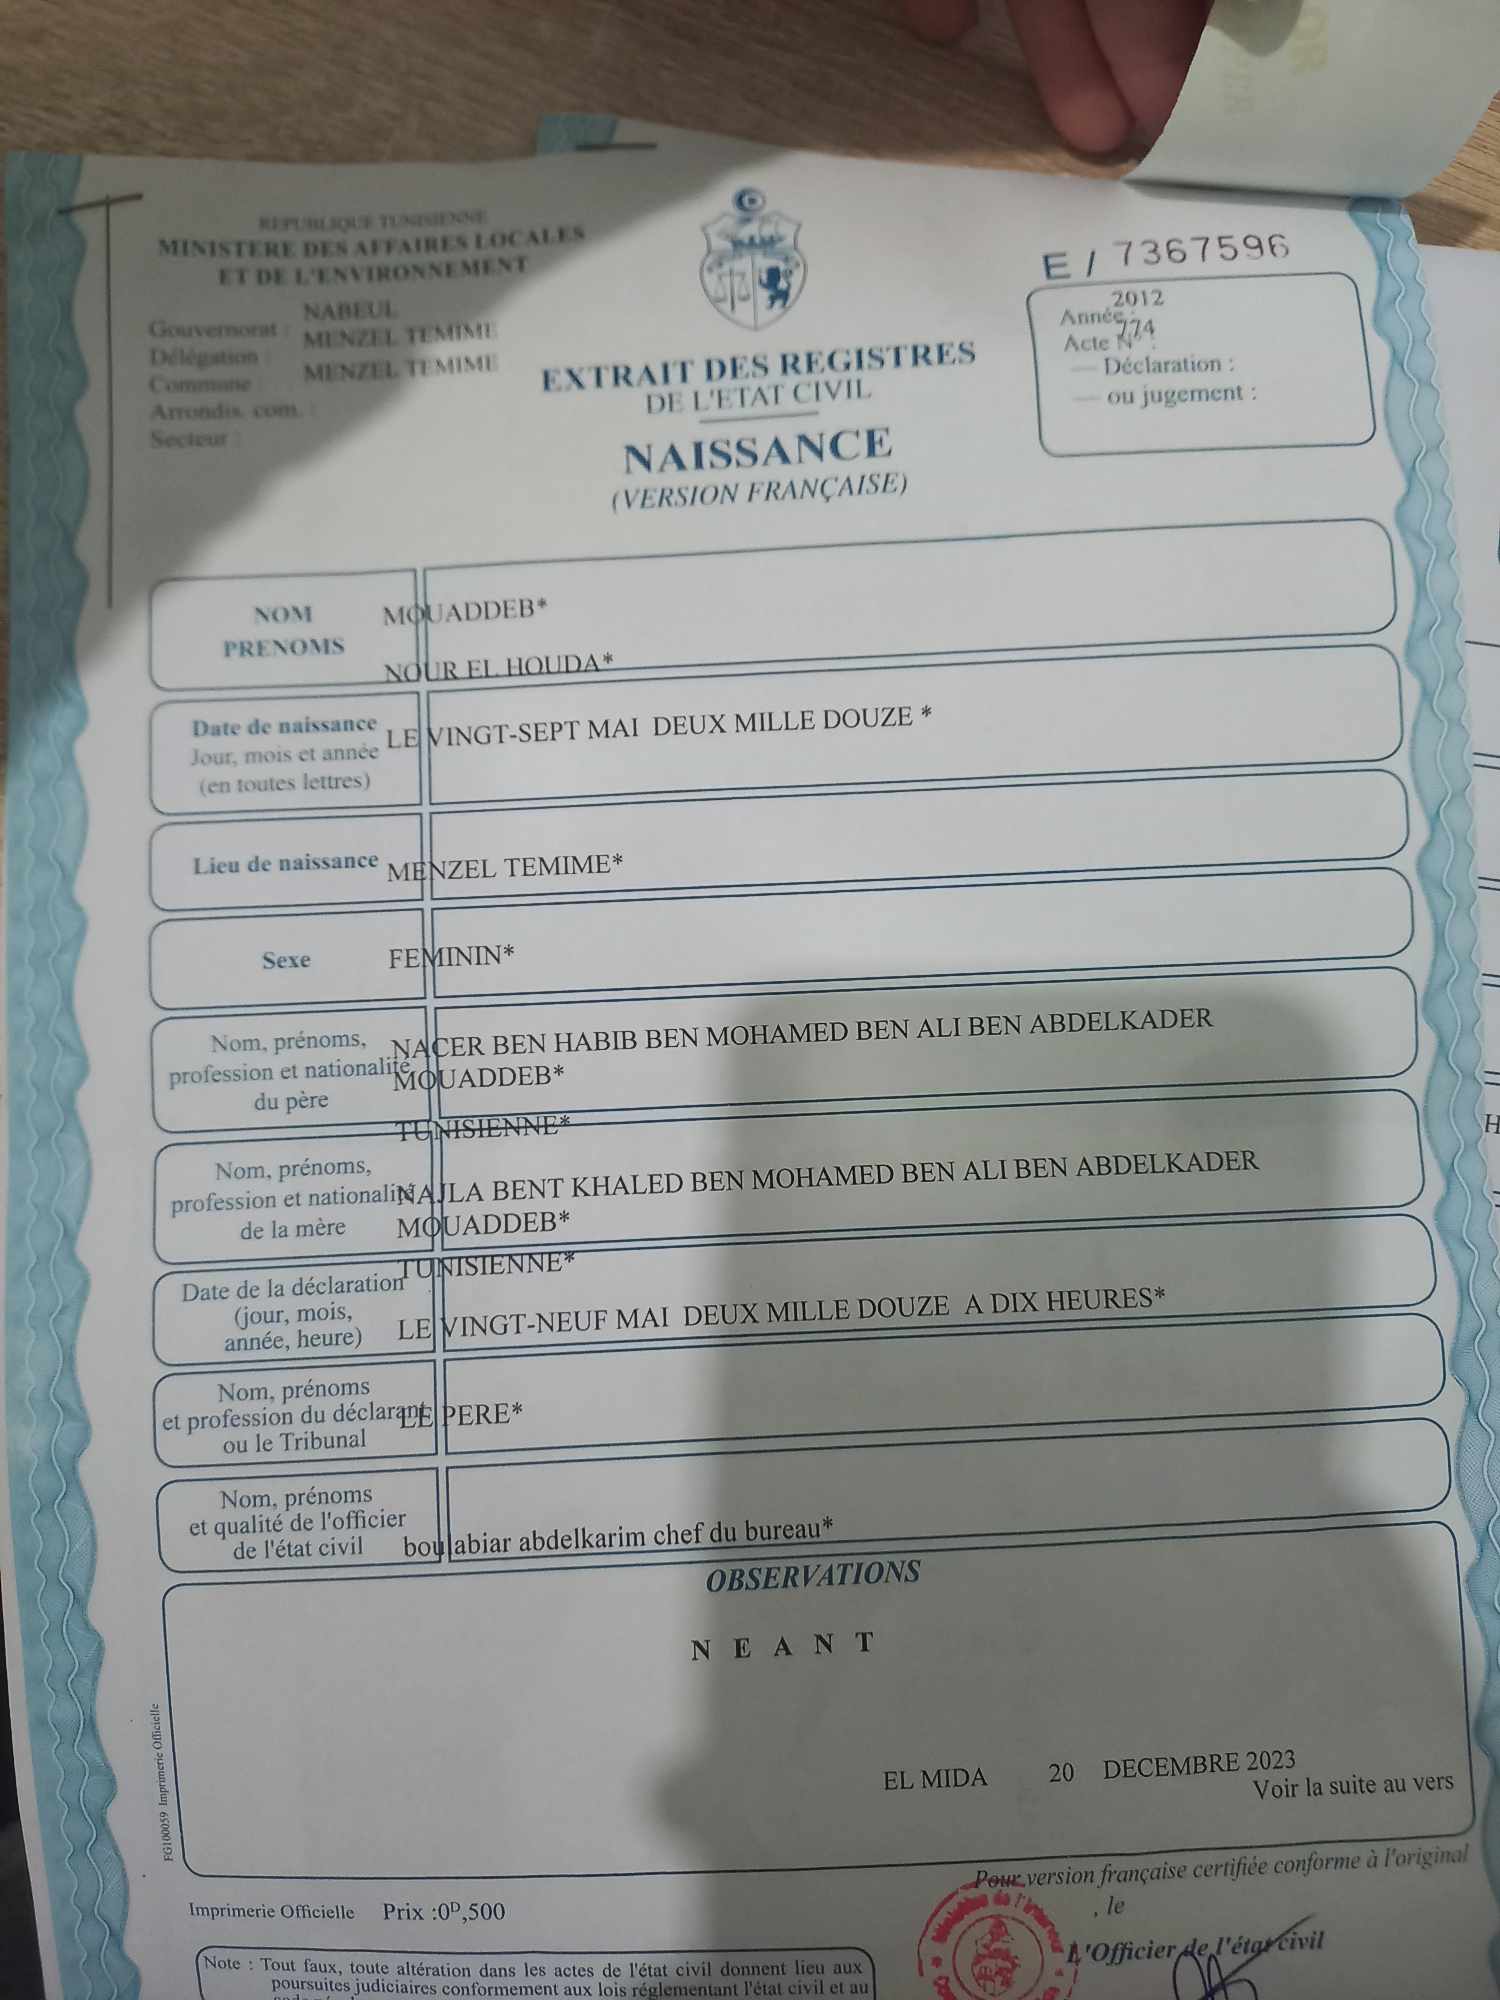 REPUBLIQUE TUNISIENNE
MINISTERE DES AFFAIRES LOCALES
ET DE L'ENVIRONNEMENT
Gouvernorat : NABEUL
Délégation : MENZEL TEMIME
Commune : MENZEL TEMIME
Arrondis. com. :
Secteur :
E / 7367596
Année : 2012
Acte N° : 774
— Déclaration :
— ou jugement :
EXTRAIT DES REGISTRES
DE L'ETAT CIVIL
NAISSANCE
(VERSION FRANÇAISE)
NOM MOUADDEB*
PRENOMS NOUR EL HOUDA*
Date de naissance
Jour, mois et année
(en toutes lettres)
LE VINGT-SEPT MAI DEUX MILLE DOUZE *
Lieu de naissance MENZEL TEMIME*
Sexe FEMININ*
Nom, prénoms,
profession et nationalité
du père
NACER BEN HABIB BEN MOHAMED BEN ALI BEN ABDELKADER
MOUADDEB*
TUNISIENNE*
Nom, prénoms,
profession et nationalité
de la mère
NAJLA BENT KHALED BEN MOHAMED BEN ALI BEN ABDELKADER
MOUADDEB*
TUNISIENNE*
Date de la déclaration
(jour, mois,
année, heure)
LE VINGT-NEUF MAI DEUX MILLE DOUZE A DIX HEURES*
Nom, prénoms
et profession du déclarant
ou le Tribunal
LE PERE*
Nom, prénoms
et qualité de l'officier
de l'état civil
boulabiar abdelkarim chef du bureau*
OBSERVATIONS
N E A N T
EL MIDA 20 DECEMBRE 2023
Voir la suite au vers
FG100059 Imprimerie Officielle
Pour version française certifiée conforme à l'original
, le
L'Officier de l'état civil
Imprimerie Officielle Prix :0D,500
Note : Tout faux, toute altération dans les actes de l'état civil donnent lieu aux
poursuites judiciaires conformement aux lois réglementant l'état civil et au